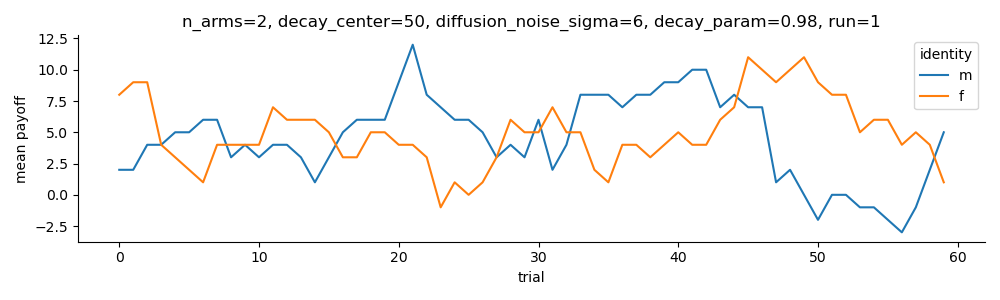 n_arms=2, decay_center=50, diffusion_noise_sigma=6, decay_param=0.98, run=1
mean payoff
12.5
10.0
7.5
5.0
2.5
0.0
−2.5
identity
m
f
0 10 20 30 40 50 60
trial